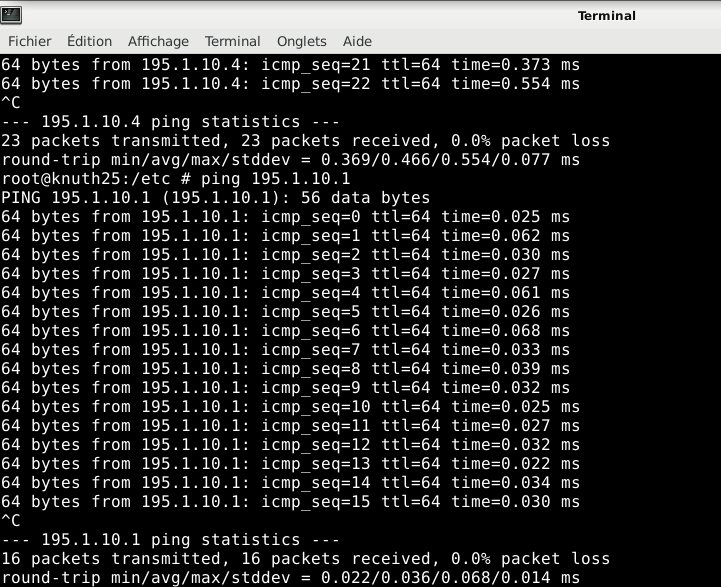 Terminal
Fichier Édition Affichage Terminal Onglets Aide
64 bytes from 195.1.10.4: icmp_seq=21 ttl=64 time=0.373 ms
64 bytes from 195.1.10.4: icmp_seq=22 ttl=64 time=0.554 ms
^C
--- 195.1.10.4 ping statistics ---
23 packets transmitted, 23 packets received, 0.0% packet loss
round-trip min/avg/max/stddev = 0.369/0.466/0.554/0.077 ms
root@knuth25:/etc # ping 195.1.10.1
PING 195.1.10.1 (195.1.10.1): 56 data bytes
64 bytes from 195.1.10.1: icmp_seq=0 ttl=64 time=0.025 ms
64 bytes from 195.1.10.1: icmp_seq=1 ttl=64 time=0.062 ms
64 bytes from 195.1.10.1: icmp_seq=2 ttl=64 time=0.030 ms
64 bytes from 195.1.10.1: icmp_seq=3 ttl=64 time=0.027 ms
64 bytes from 195.1.10.1: icmp_seq=4 ttl=64 time=0.061 ms
64 bytes from 195.1.10.1: icmp_seq=5 ttl=64 time=0.026 ms
64 bytes from 195.1.10.1: icmp_seq=6 ttl=64 time=0.068 ms
64 bytes from 195.1.10.1: icmp_seq=7 ttl=64 time=0.033 ms
64 bytes from 195.1.10.1: icmp_seq=8 ttl=64 time=0.039 ms
64 bytes from 195.1.10.1: icmp_seq=9 ttl=64 time=0.032 ms
64 bytes from 195.1.10.1: icmp_seq=10 ttl=64 time=0.025 ms
64 bytes from 195.1.10.1: icmp_seq=11 ttl=64 time=0.027 ms
64 bytes from 195.1.10.1: icmp_seq=12 ttl=64 time=0.032 ms
64 bytes from 195.1.10.1: icmp_seq=13 ttl=64 time=0.022 ms
64 bytes from 195.1.10.1: icmp_seq=14 ttl=64 time=0.034 ms
64 bytes from 195.1.10.1: icmp_seq=15 ttl=64 time=0.030 ms
^C
--- 195.1.10.1 ping statistics ---
16 packets transmitted, 16 packets received, 0.0% packet loss
round-trip min/avg/max/stddev = 0.022/0.036/0.068/0.014 ms